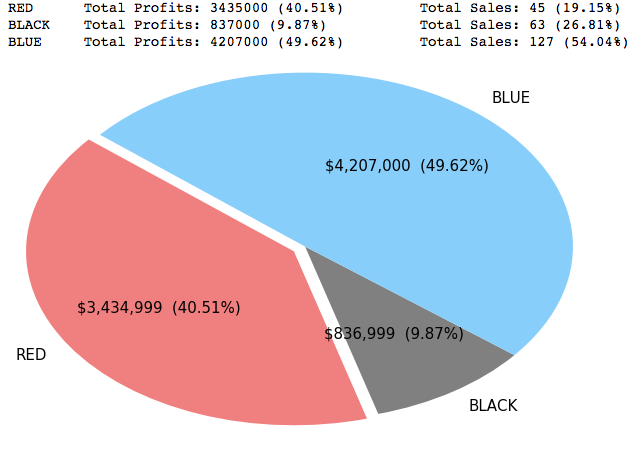 RED Total Profits: 3435000 (40.51%) Total Sales: 45 (19.15%)
BLACK Total Profits: 837000 (9.87%) Total Sales: 63 (26.81%)
BLUE Total Profits: 4207000 (49.62%) Total Sales: 127 (54.04%)
BLUE
$4,207,000 (49.62%)
$3,434,999 (40.51%)
$836,999 (9.87%)
RED
BLACK